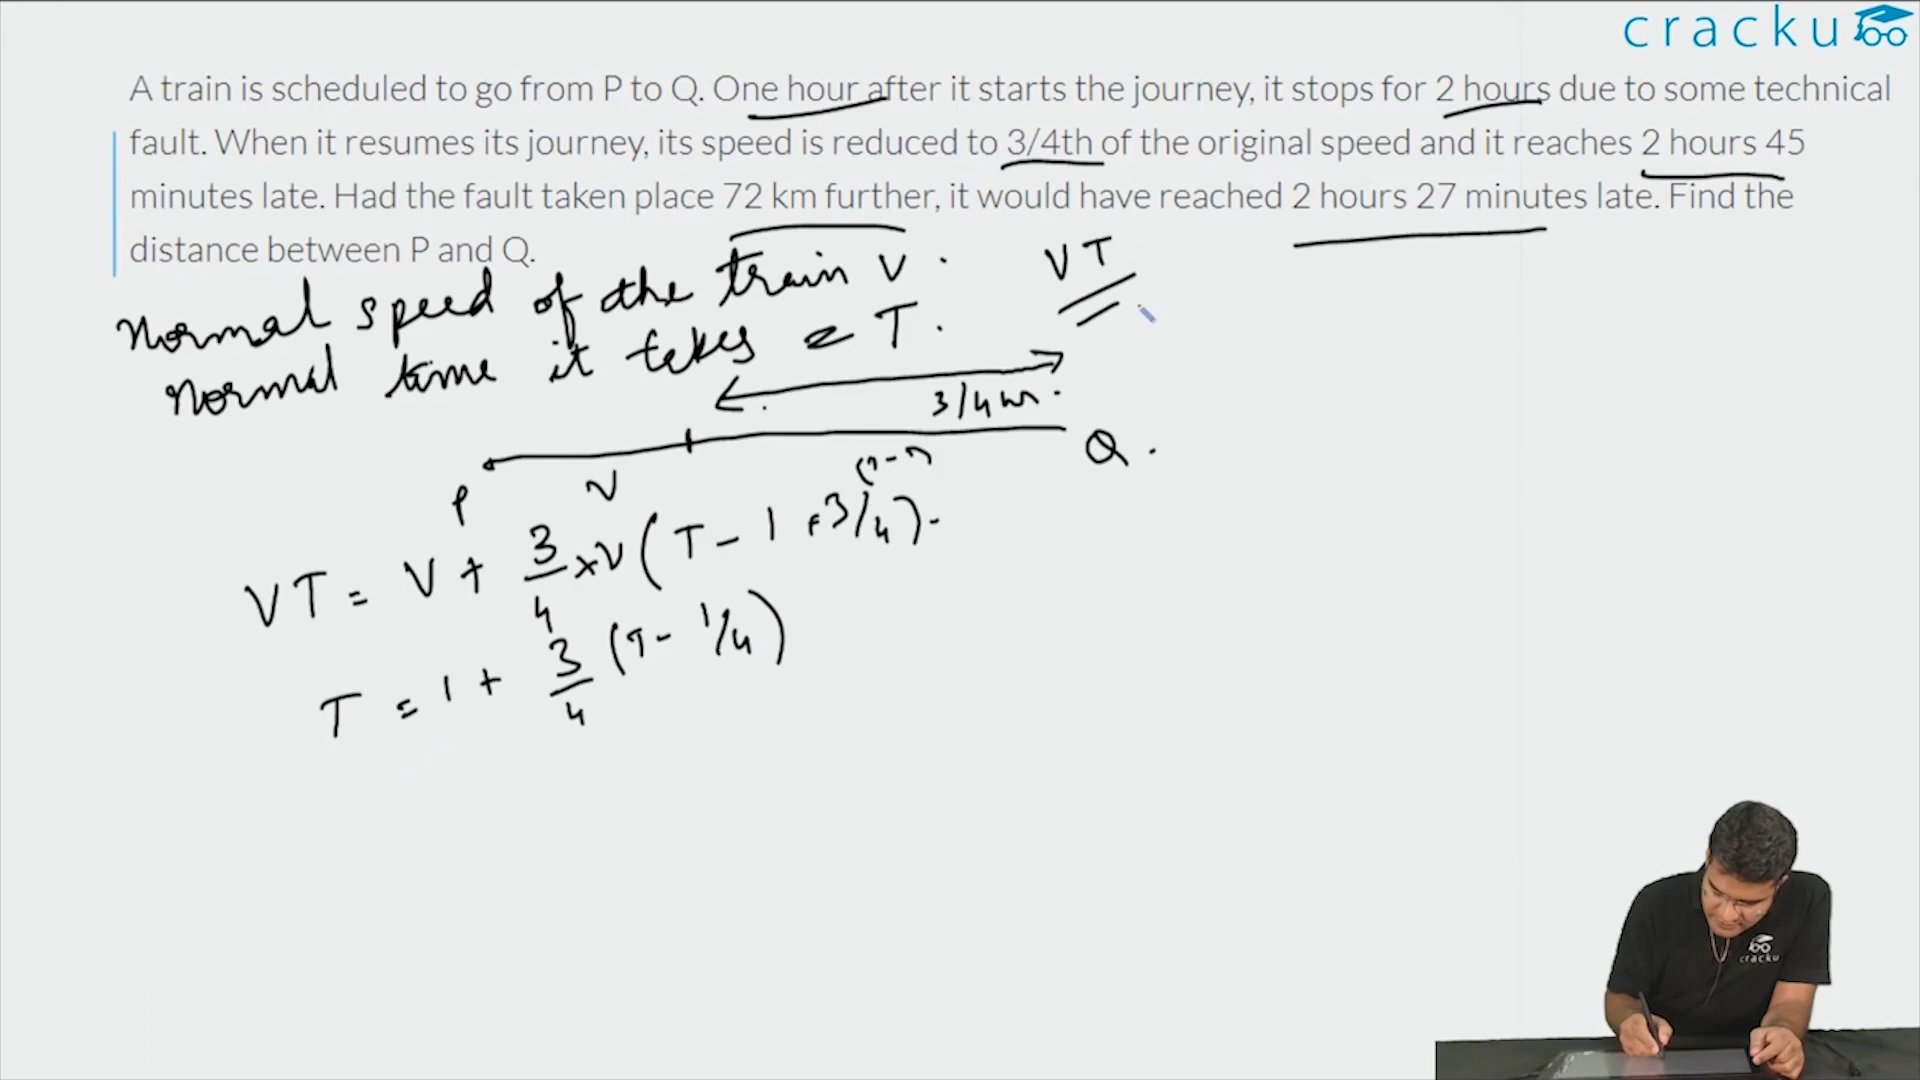 cracku
A train is scheduled to go from P to Q. One hour after it starts the journey, it stops for 2 hours due to some technical
fault. When it resumes its journey, its speed is reduced to 3/4th of the original speed and it reaches 2 hours 45
minutes late. Had the fault taken place 72 km further, it would have reached 2 hours 27 minutes late. Find the
distance between P and Q.
Normal speed of the train V.
VT
Normal time it takes = T.
3/4 hr.
P
V
(T-1)
Q.
VT = V + 3/4 x V (T - 1 + 3/4).
T = 1 + 3/4 (T - 1/4)
cracku